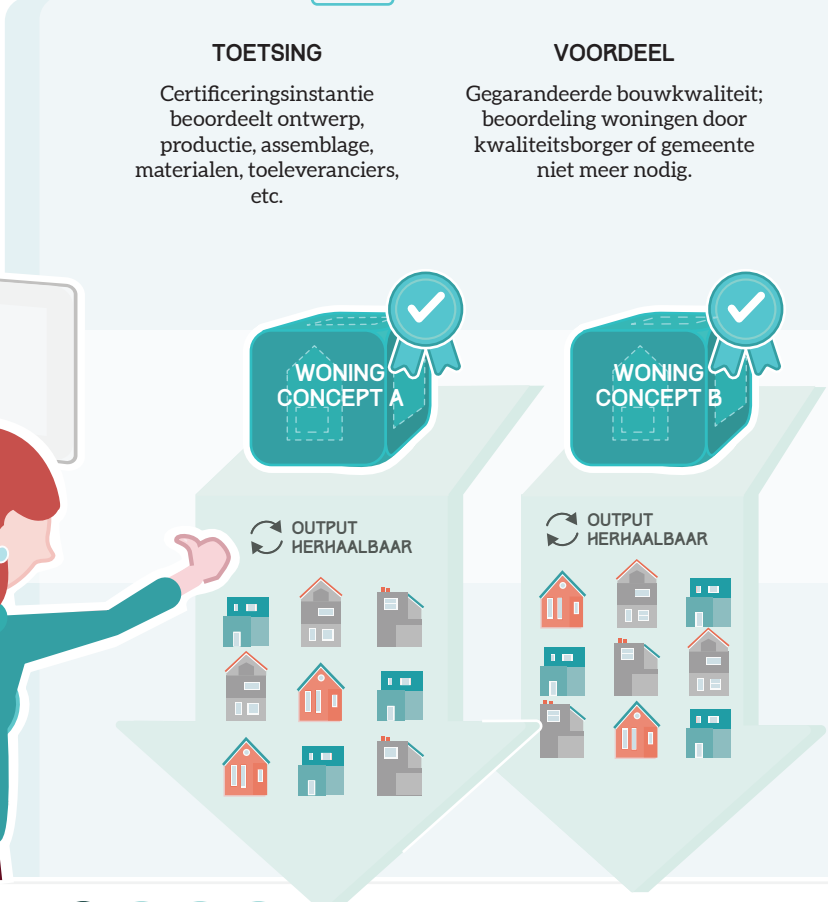 TOETSING
Certificeringsinstantie
beoordeelt ontwerp,
productie, assemblage,
materialen, toeleveranciers,
etc.
VOORDEEL
Gegarandeerde bouwkwaliteit;
beoordeling woningen door
kwaliteitsborger of gemeente
niet meer nodig.
WONING
CONCEPT A
WONING
CONCEPT B
OUTPUT
HERHAALBAAR
OUTPUT
HERHAALBAAR